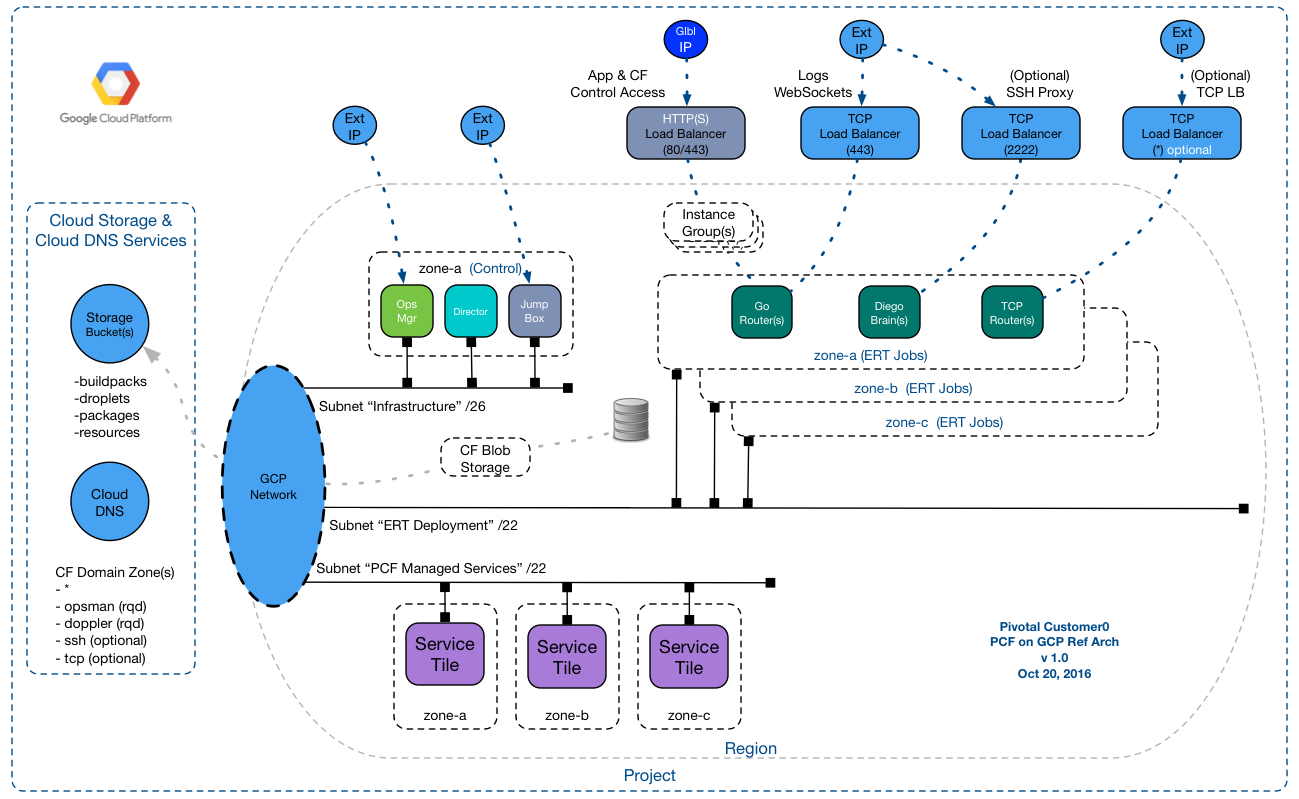 Google Cloud Platform
Ext
IP
Ext
IP
Glbl
IP
Ext
IP
Ext
IP
App & CF
Control Access
Logs
WebSockets
(Optional)
SSH Proxy
(Optional)
TCP LB
HTTP(S)
Load Balancer
(80/443)
TCP
Load Balancer
(443)
TCP
Load Balancer
(2222)
TCP
Load Balancer
(*) optional
Cloud Storage &
Cloud DNS Services
Storage
Bucket(s)
-buildpacks
-droplets
-packages
-resources
Cloud
DNS
CF Domain Zone(s)
- *
- opsman (rqd)
- doppler (rqd)
- ssh (optional)
- tcp (optional)
Instance
Group(s)
zone-a (Control)
Ops
Mgr
Director
Jump
Box
Go
Router(s)
Diego
Brain(s)
TCP
Router(s)
zone-a (ERT Jobs)
zone-b (ERT Jobs)
zone-c (ERT Jobs)
Subnet “Infrastructure” /26
CF Blob
Storage
GCP
Network
Subnet “ERT Deployment” /22
Subnet “PCF Managed Services” /22
Service
Tile
zone-a
Service
Tile
zone-b
Service
Tile
zone-c
Pivotal Customer0
PCF on GCP Ref Arch
v 1.0
Oct 20, 2016
Region
Project